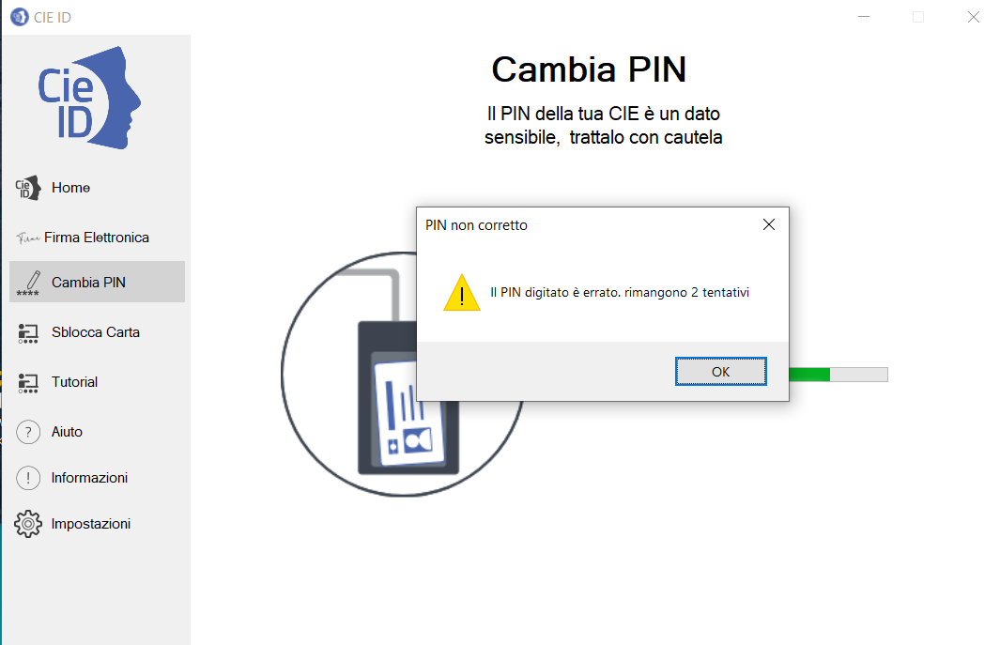 CIE ID
Cie
ID
Home
Firma Elettronica
Cambia PIN
Sblocca Carta
Tutorial
Aiuto
Informazioni
Impostazioni
Cambia PIN
Il PIN della tua CIE è un dato
sensibile, trattalo con cautela
PIN non corretto
Il PIN digitato è errato. rimangono 2 tentativi
OK